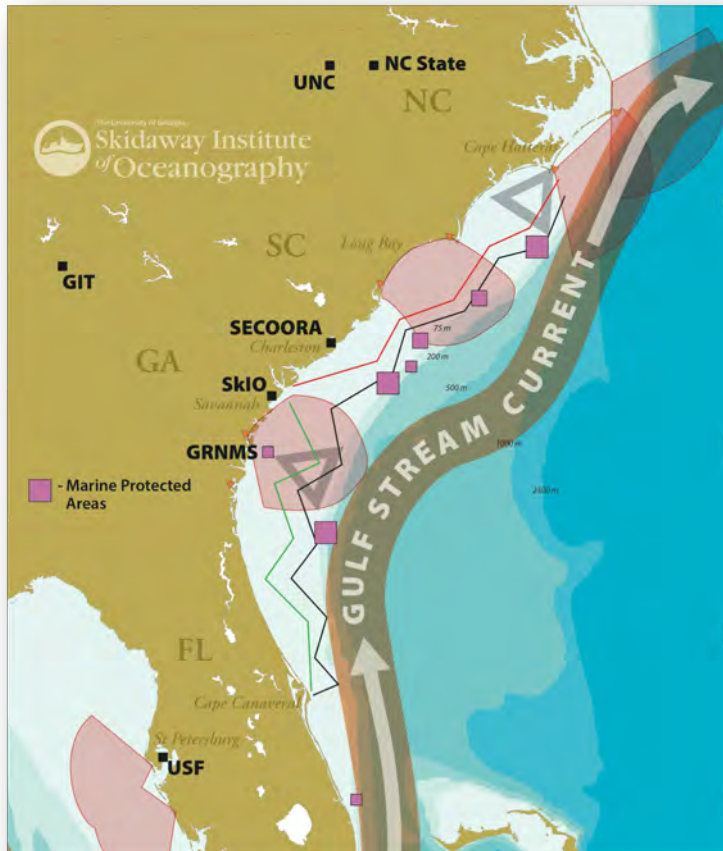 UNC
NC State
NC
The University of Georgia
Skidaway Institute
of Oceanography
Cape Hatteras
SC
Long Bay
GIT
SECOORA
Charleston
75 m
200 m
GA
500 m
SkIO
Savannah
GULF STREAM CURRENT
1000 m
GRNMS
- Marine Protected
Areas
FL
Cape Canaveral
St Petersburg
USF